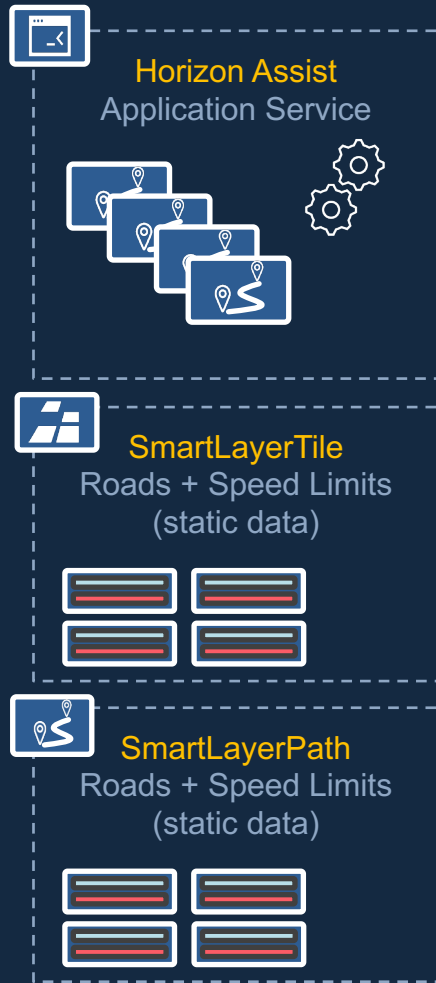 Horizon Assist
Application Service
SmartLayerTile
Roads + Speed Limits
(static data)
SmartLayerPath
Roads + Speed Limits
(static data)